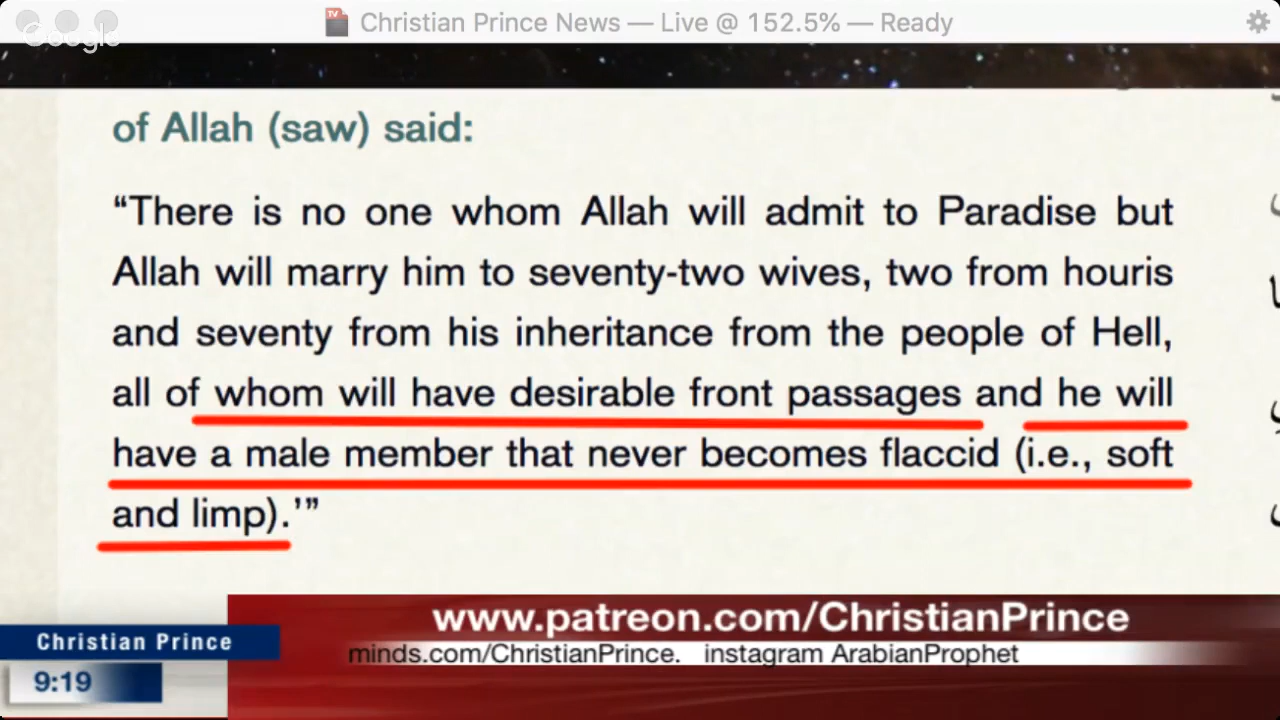 Christian Prince News — Live @ 152.5% — Ready
Google
of Allah (saw) said:
“There is no one whom Allah will admit to Paradise but
Allah will marry him to seventy-two wives, two from houris
and seventy from his inheritance from the people of Hell,
all of whom will have desirable front passages and he will
have a male member that never becomes flaccid (i.e., soft
and limp).’”
www.patreon.com/ChristianPrince
Christian Prince
minds.com/ChristianPrince. instagram ArabianProphet
9:19